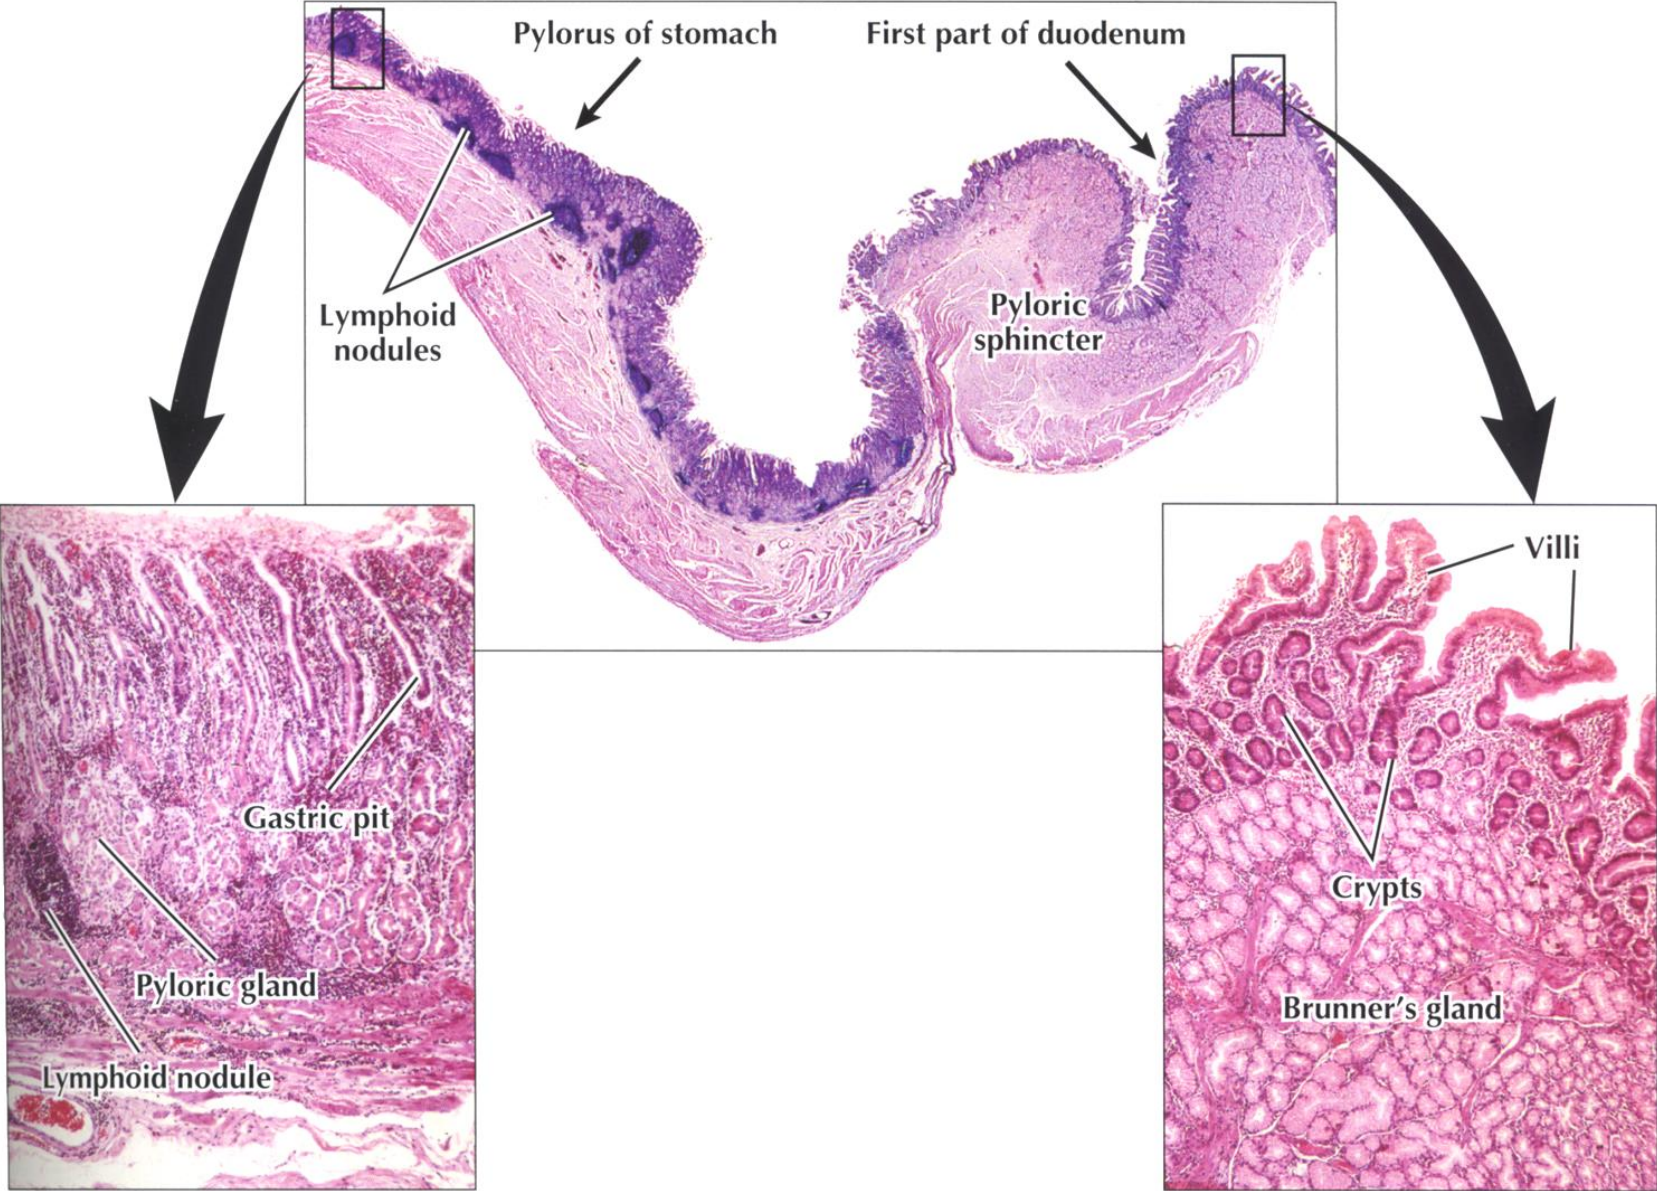 Pylorus of stomach
First part of duodenum
Lymphoid
nodules
Pyloric
sphincter
Gastric pit
Pyloric gland
Lymphoid nodule
Villi
Crypts
Brunner's gland